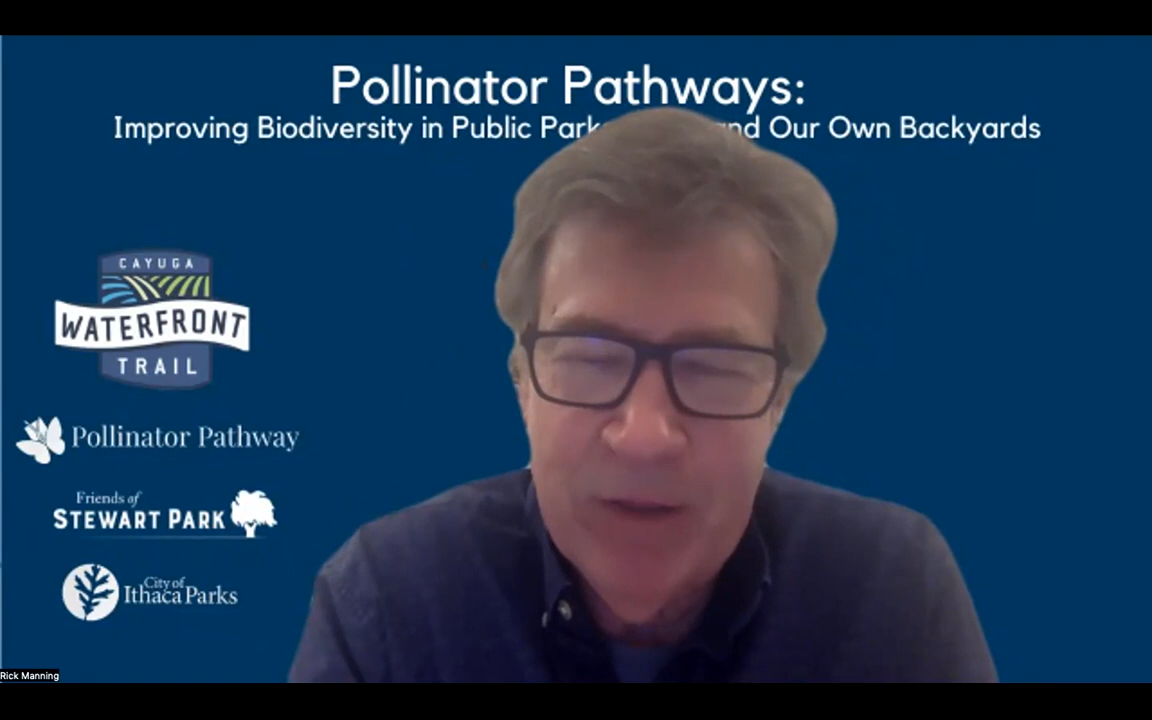 Pollinator Pathways:
Improving Biodiversity in Public Park and Our Own Backyards
CAYUGA
WATERFRONT
TRAIL
Pollinator Pathway
Friends of
STEWART PARK
City of
Ithaca Parks
Rick Manning